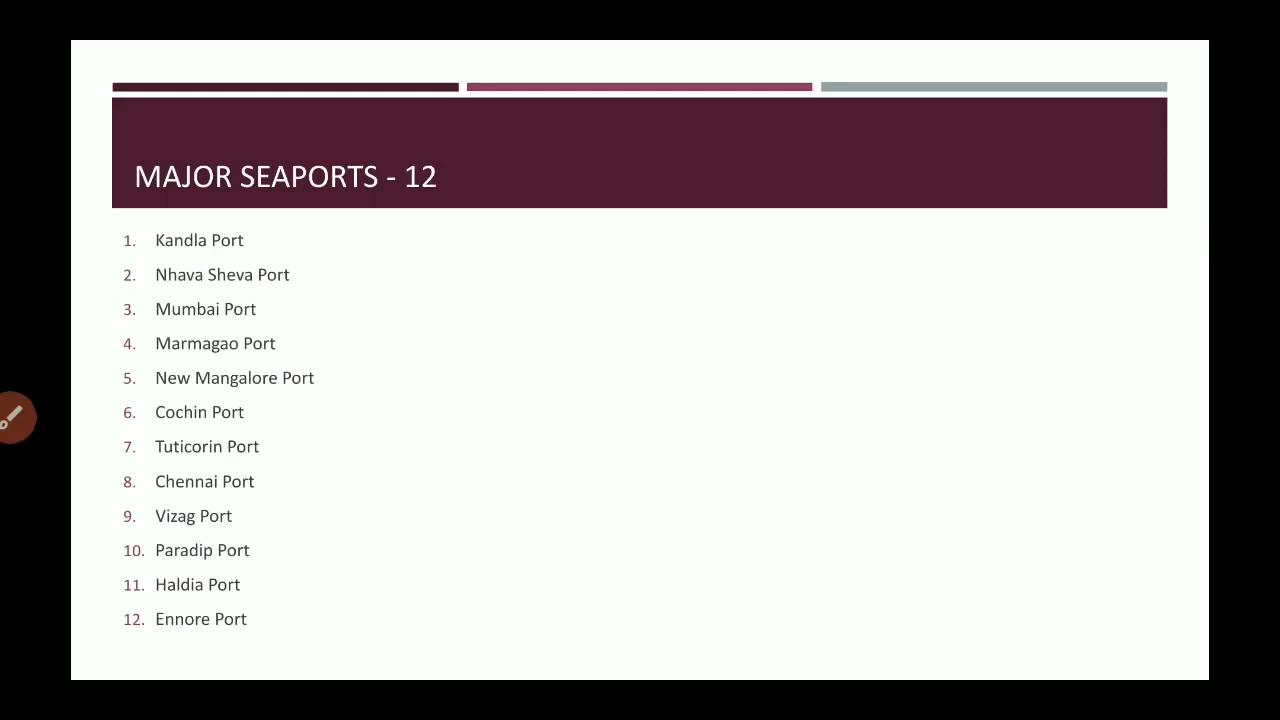 MAJOR SEAPORTS - 12
1. Kandla Port
2. Nhava Sheva Port
3. Mumbai Port
4. Marmagao Port
5. New Mangalore Port
6. Cochin Port
7. Tuticorin Port
8. Chennai Port
9. Vizag Port
10. Paradip Port
11. Haldia Port
12. Ennore Port